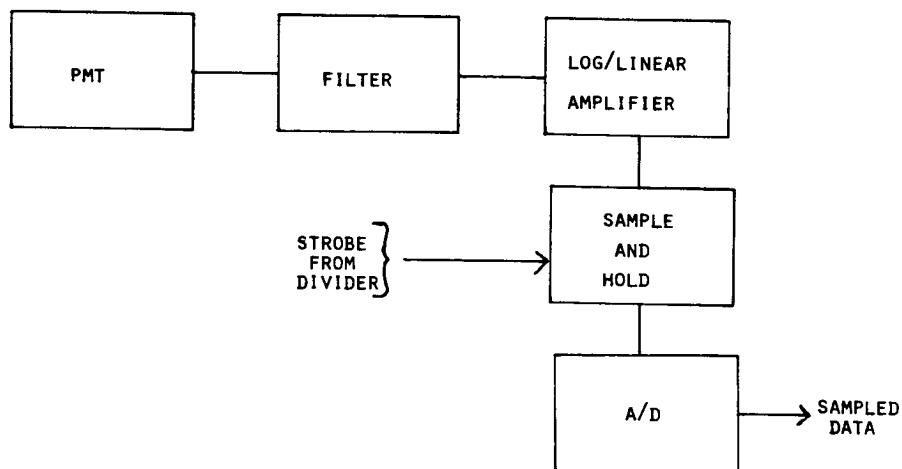 PMT
FILTER
LOG/LINEAR
AMPLIFIER
STROBE
FROM
DIVIDER
SAMPLE
AND
HOLD
A/D
SAMPLED
DATA